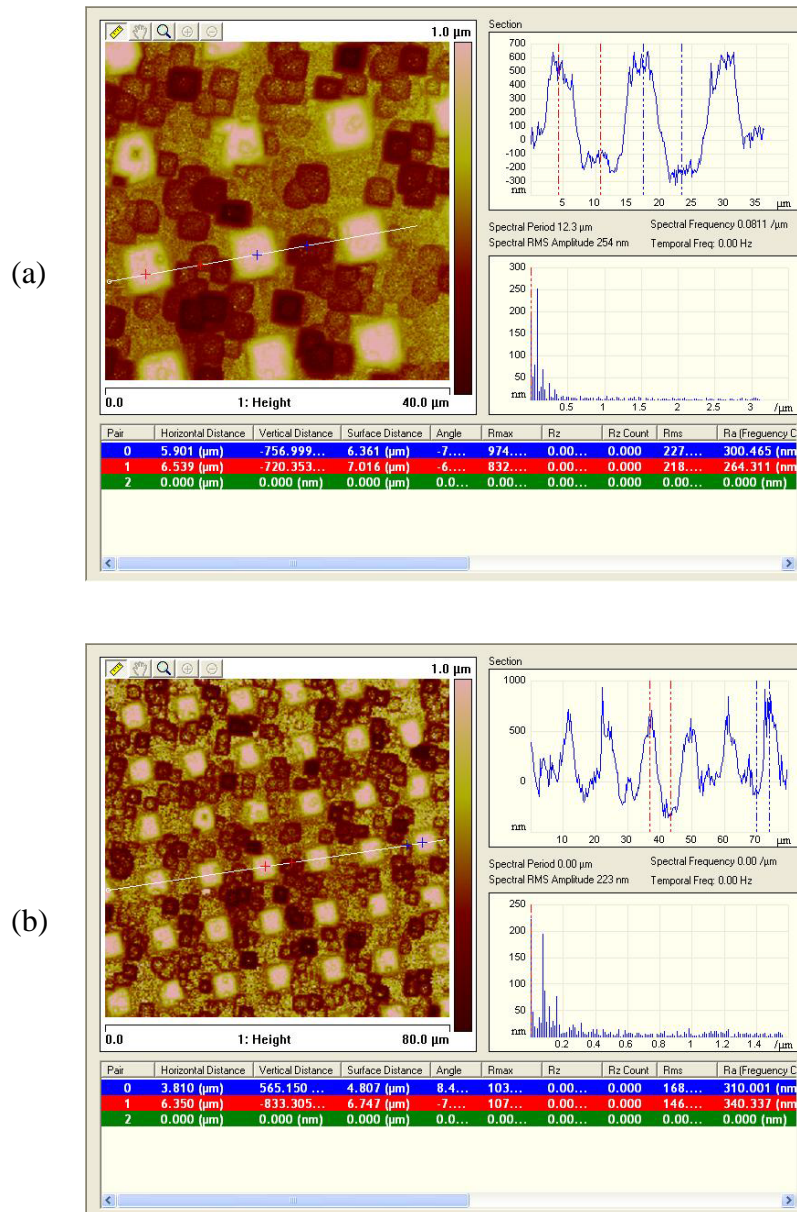 (a)
1.0 µm
0.0 1: Height 40.0 µm
Section
700
600
500
400
300
200
100
0
-100
-200
-300
nm
5 10 15 20 25 30 35 µm
Spectral Period 12.3 µm Spectral Frequency 0.0811 /µm
Spectral RMS Amplitude 254 nm Temporal Freq: 0.00 Hz
300
250
200
150
100
50
nm
0.5 1 1.5 2 2.5 3 /µm
Pair Horizontal Distance Vertical Distance Surface Distance Angle Rmax Rz Rz Count Rms Ra (Frequency C
0 5.901 (µm) -756.999... 6.361 (µm) -7.... 974.... 0.00... 0.000 227.... 300.465 (nm
1 6.539 (µm) -720.353... 7.016 (µm) -6.... 832.... 0.00... 0.000 218.... 264.311 (nm
2 0.000 (µm) 0.000 (nm) 0.000 (µm) 0.0... 0.00... 0.00... 0.000 0.00... 0.000 (nm)
(b)
1.0 µm
0.0 1: Height 80.0 µm
Section
1000
500
0
nm
10 20 30 40 50 60 70 µm
Spectral Period 0.00 µm Spectral Frequency 0.00 /µm
Spectral RMS Amplitude 223 nm Temporal Freq: 0.00 Hz
250
200
150
100
50
nm
0.2 0.4 0.6 0.8 1 1.2 1.4 /µm
Pair Horizontal Distance Vertical Distance Surface Distance Angle Rmax Rz Rz Count Rms Ra (Frequency C
0 3.810 (µm) 565.150 ... 4.807 (µm) 8.4... 103... 0.00... 0.000 168.... 310.001 (nm
1 6.350 (µm) -833.305... 6.747 (µm) -7.... 107... 0.00... 0.000 146.... 340.337 (nm
2 0.000 (µm) 0.000 (nm) 0.000 (µm) 0.0... 0.00... 0.00... 0.000 0.00... 0.000 (nm)